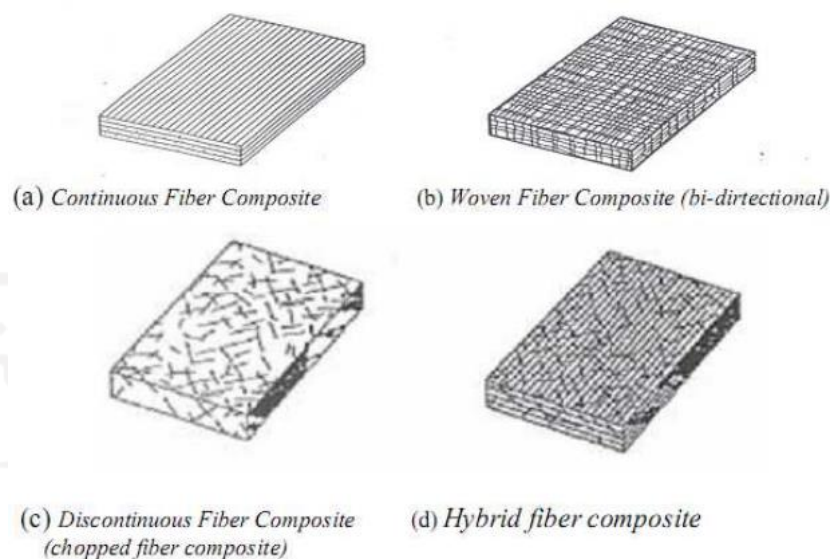 (a) Continuous Fiber Composite
(b) Woven Fiber Composite (bi-dirtectional)
(c) Discontinuous Fiber Composite
(chopped fiber composite)
(d) Hybrid fiber composite